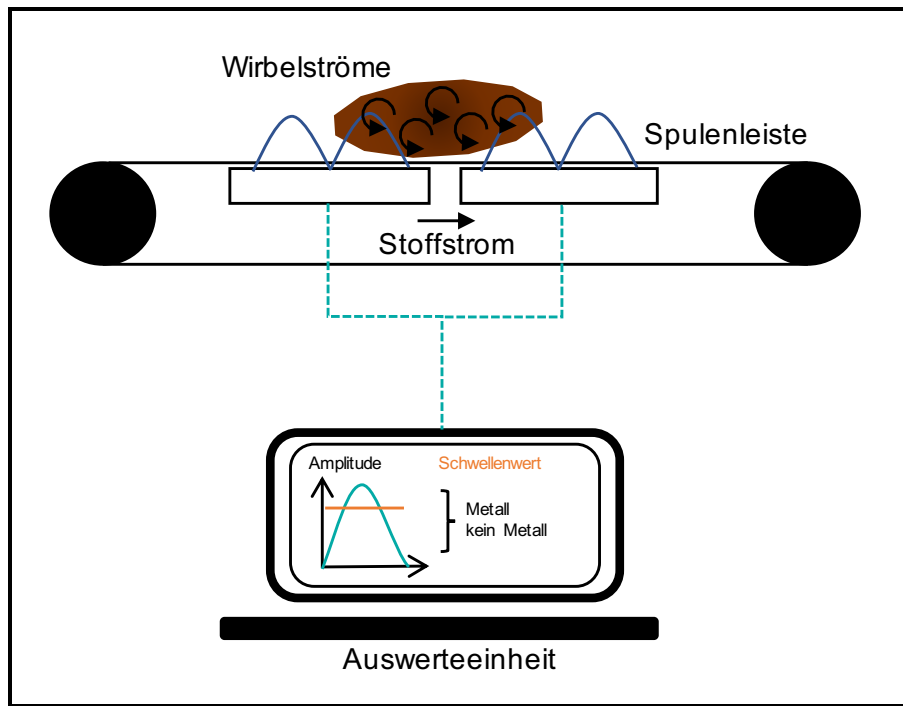 Wirbelströme
Spulenleiste
Stoffstrom
Amplitude
Schwellenwert
Metall
kein Metall
Auswerteeinheit